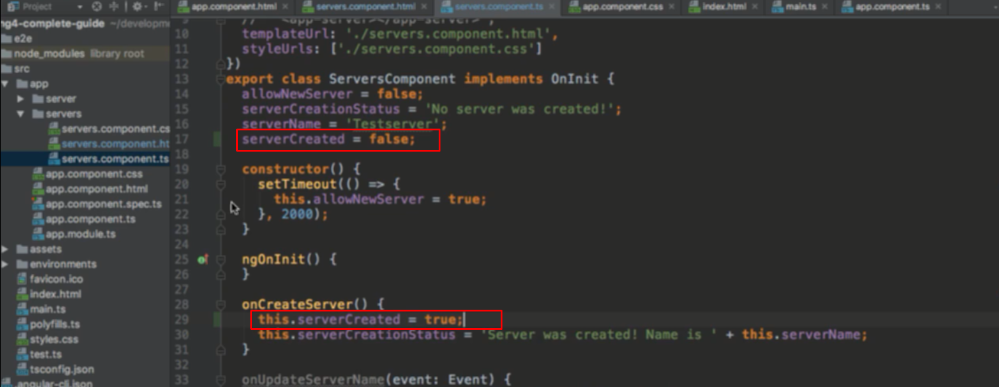 Project
app.component.html
servers.component.html
servers.component.ts
app.component.css
index.html
main.ts
app.component.ts
ng4-complete-guide ~/developme
e2e
node_modules library root
src
app
server
servers
servers.component.cs
servers.component.ht
servers.component.ts
app.component.css
app.component.html
app.component.spec.ts
app.component.ts
app.module.ts
assets
environments
favicon.ico
index.html
main.ts
polyfills.ts
styles.css
test.ts
tsconfig.json
.angular-cli.json
9 // <app-server></app-server>`,
10 templateUrl: './servers.component.html',
11 styleUrls: ['./servers.component.css']
12 })
13 export class ServersComponent implements OnInit {
14 allowNewServer = false;
15 serverCreationStatus = 'No server was created!';
16 serverName = 'Testserver';
17 serverCreated = false;
18
19 constructor() {
20 setTimeout(() => {
21 this.allowNewServer = true;
22 }, 2000);
23 }
24
25 ngOnInit() {
26 }
27
28 onCreateServer() {
29 this.serverCreated = true;
30 this.serverCreationStatus = 'Server was created! Name is ' + this.serverName;
31 }
32
33 onUpdateServerName(event: Event) {